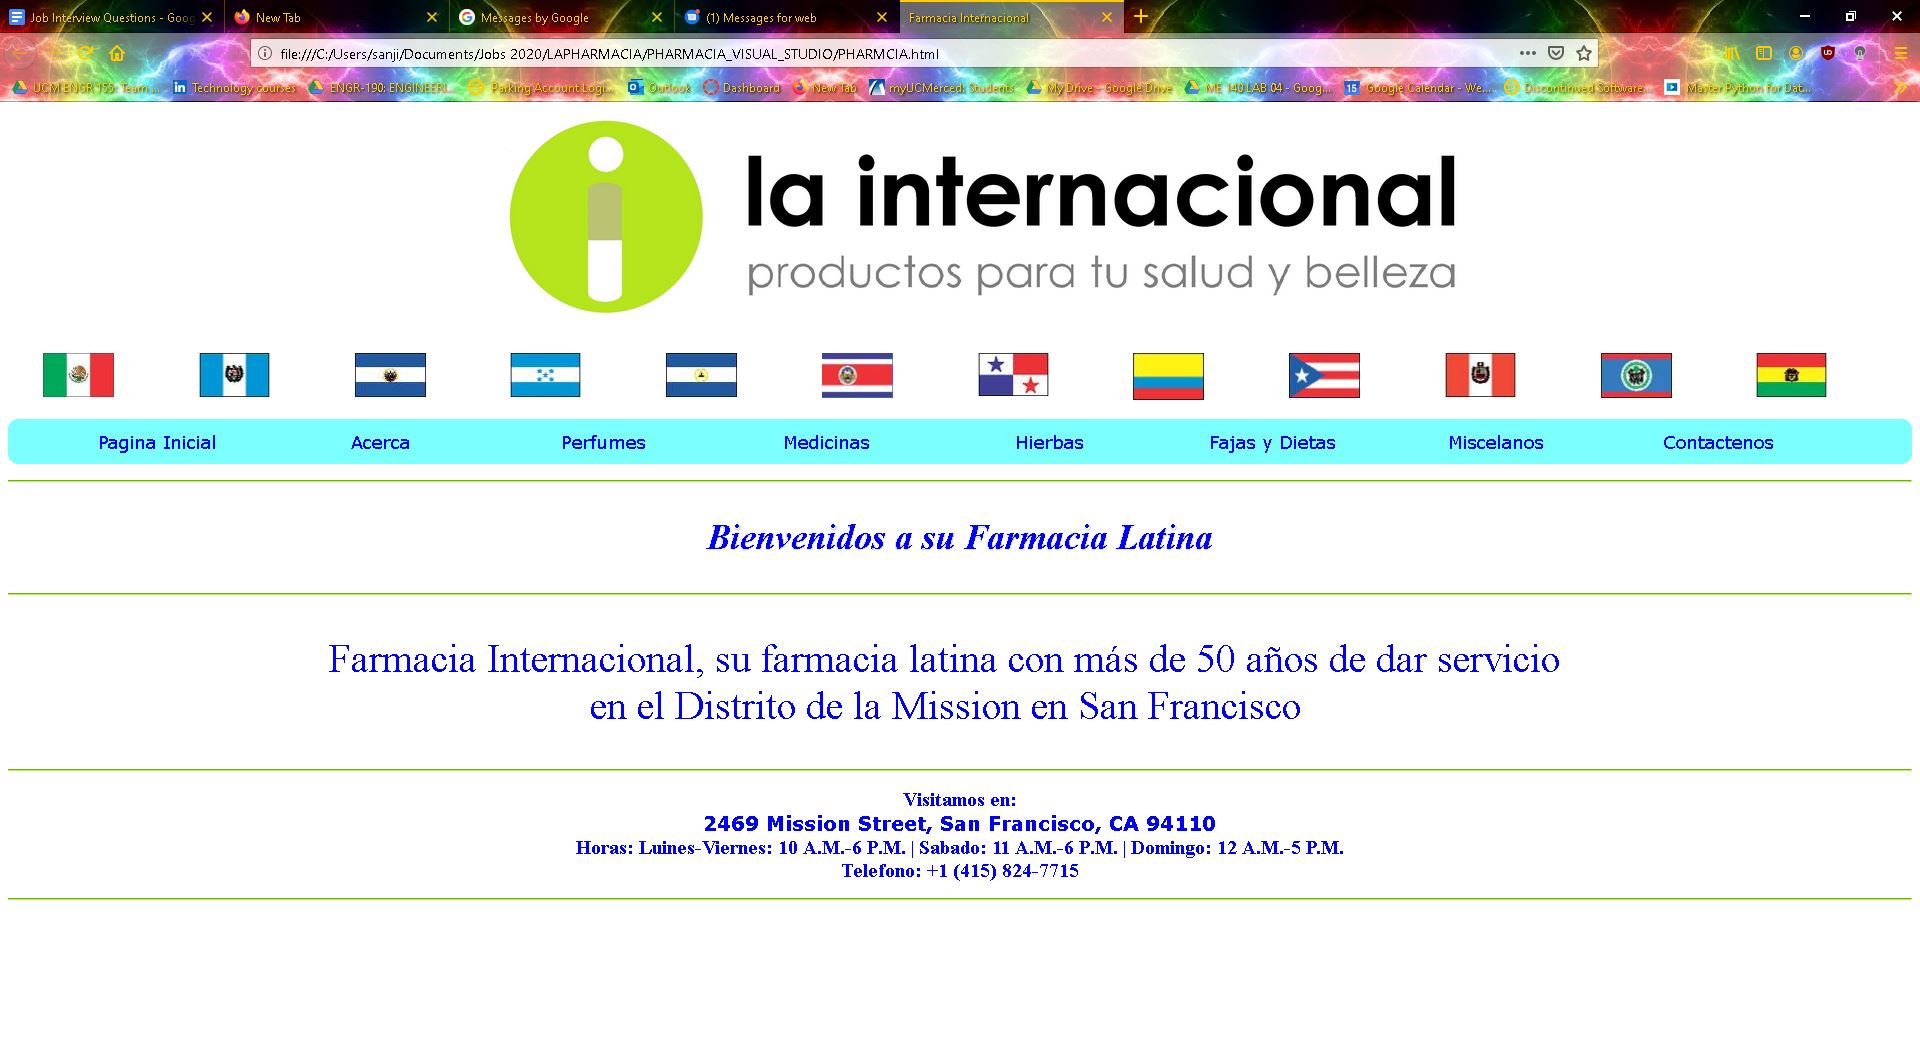 Job Interview Questions - Goog
New Tab
Messages by Google
(1) Messages for web
Farmacia Internacional
file:///C:/Users/sanji/Documents/Jobs 2020/LAPHARMACIA/PHARMACIA_VISUAL_STUDIO/PHARMCIA.html
UCM ENGR 155: Team ...
Technology courses
ENGR-190: ENGINEERI...
Parking Account Logi...
Outlook
Dashboard
New Tab
myUCMerced: Students
My Drive - Google Drive
ME 140 LAB 04 - Goog...
15 Google Calendar - We...
Discontinued Software...
Master Python for Dat...
la internacional
productos para tu salud y belleza
Pagina Inicial
Acerca
Perfumes
Medicinas
Hierbas
Fajas y Dietas
Miscelanos
Contactenos
Bienvenidos a su Farmacia Latina
Farmacia Internacional, su farmacia latina con más de 50 años de dar servicio
en el Distrito de la Mission en San Francisco
Visitamos en:
2469 Mission Street, San Francisco, CA 94110
Horas: Luines-Viernes: 10 A.M.-6 P.M. | Sabado: 11 A.M.-6 P.M. | Domingo: 12 A.M.-5 P.M.
Telefono: +1 (415) 824-7715